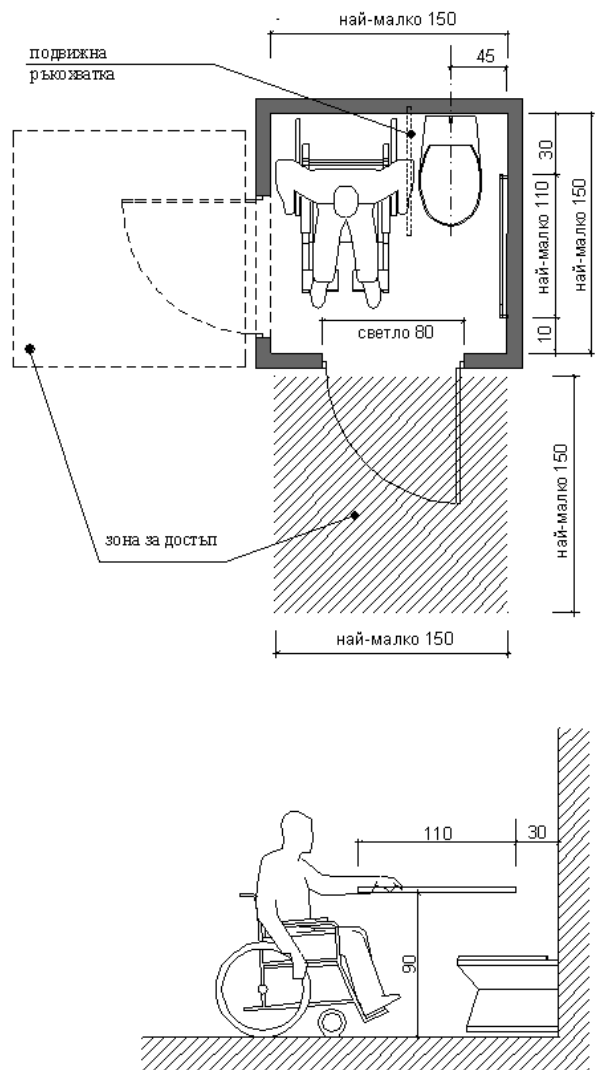 най-малко 150
подвижна
ръкохватка
45
30
най-малко 110
най-малко 150
10
светло 80
най-малко 150
зона за достъп
най-малко 150
110
30
90